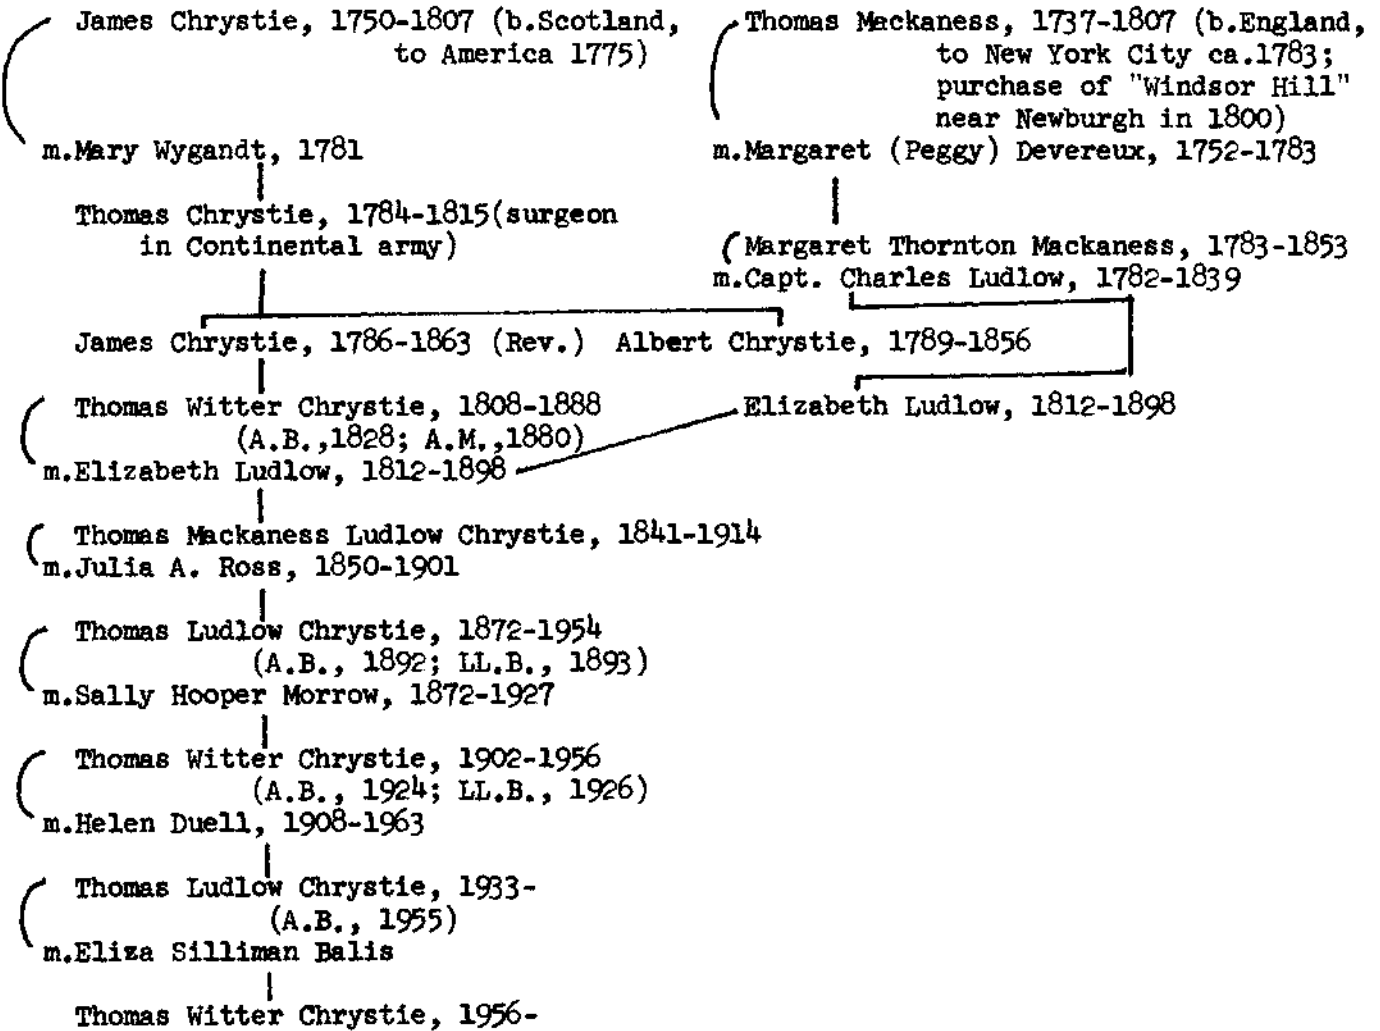 James Chrystie, 1750-1807 (b.Scotland,
to America 1775)
m.Mary Wygandt, 1781
Thomas Mackaness, 1737-1807 (b.England,
to New York City ca.1783;
purchase of "Windsor Hill"
near Newburgh in 1800)
m.Margaret (Peggy) Devereux, 1752-1783
Thomas Chrystie, 1784-1815(surgeon
in Continental army)
(Margaret Thornton Mackaness, 1783-1853
m.Capt. Charles Ludlow, 1782-1839
James Chrystie, 1786-1863 (Rev.) Albert Chrystie, 1789-1856
Thomas Witter Chrystie, 1808-1888
(A.B.,1828; A.M.,1880)
m.Elizabeth Ludlow, 1812-1898
Elizabeth Ludlow, 1812-1898
Thomas Mackaness Ludlow Chrystie, 1841-1914
m.Julia A. Ross, 1850-1901
Thomas Ludlow Chrystie, 1872-1954
(A.B., 1892; LL.B., 1893)
m.Sally Hooper Morrow, 1872-1927
Thomas Witter Chrystie, 1902-1956
(A.B., 1924; LL.B., 1926)
m.Helen Duell, 1908-1963
Thomas Ludlow Chrystie, 1933-
(A.B., 1955)
m.Eliza Silliman Balis
Thomas Witter Chrystie, 1956-